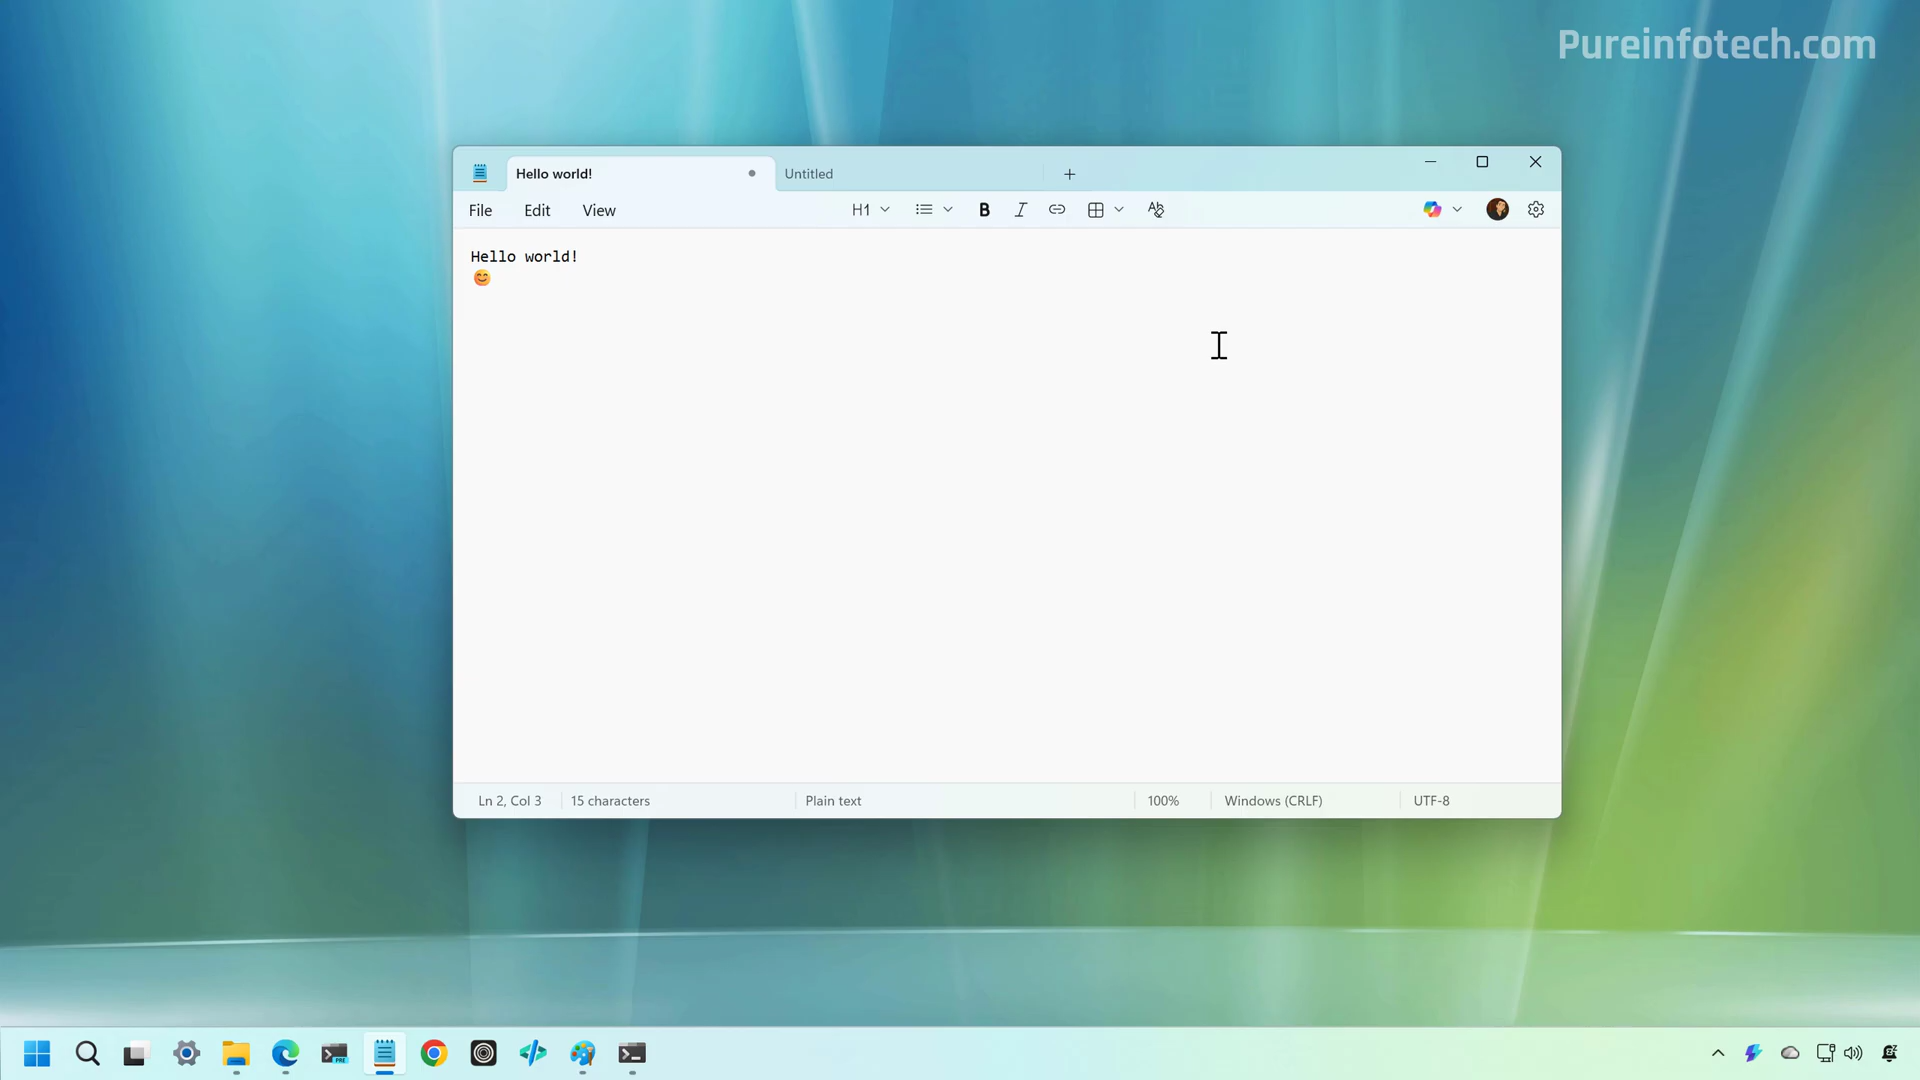 Pureinfotech.com
Hello world!
Untitled
File Edit View
H1 B I
Hello world!
😊
Ln 2, Col 3
15 characters
Plain text
100%
Windows (CRLF)
UTF-8
PRE